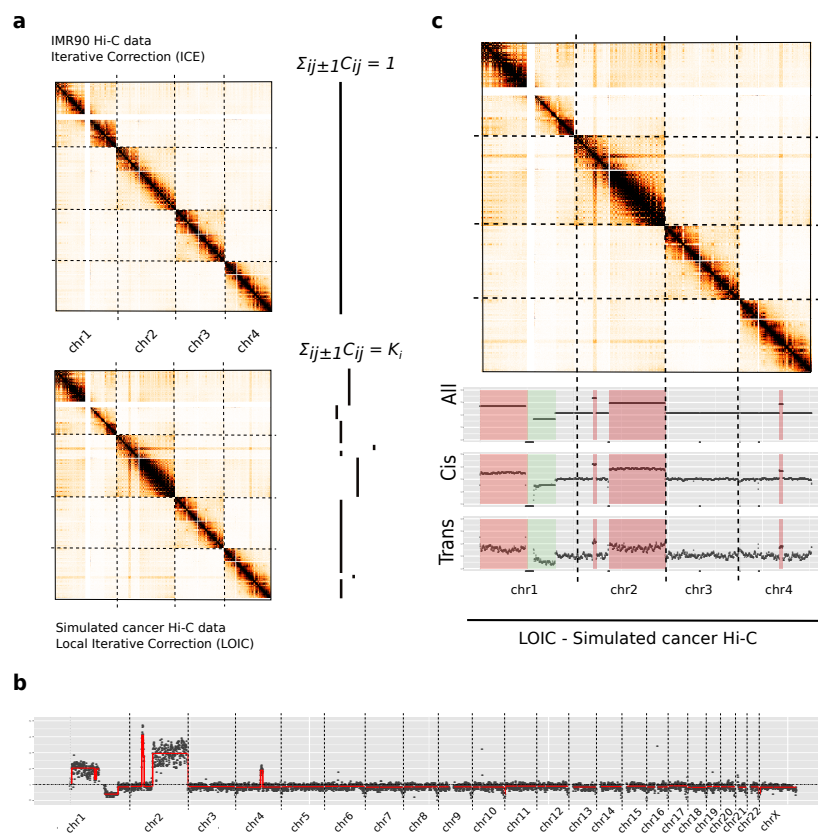 a
IMR90 Hi-C data
Iterative Correction (ICE)
Σij±1Cij = 1
chr1
chr2
chr3
chr4
Σij±1Cij = Ki
Simulated cancer Hi-C data
Local Iterative Correction (LOIC)
c
All
Cis
Trans
chr1
chr2
chr3
chr4
LOIC - Simulated cancer Hi-C
b
chr1
chr2
chr3
chr4
chr5
chr6
chr7
chr8
chr9
chr10
chr11
chr12
chr13
chr14
chr15
chr16
chr17
chr18
chr19
chr20
chr21
chr22
chrX